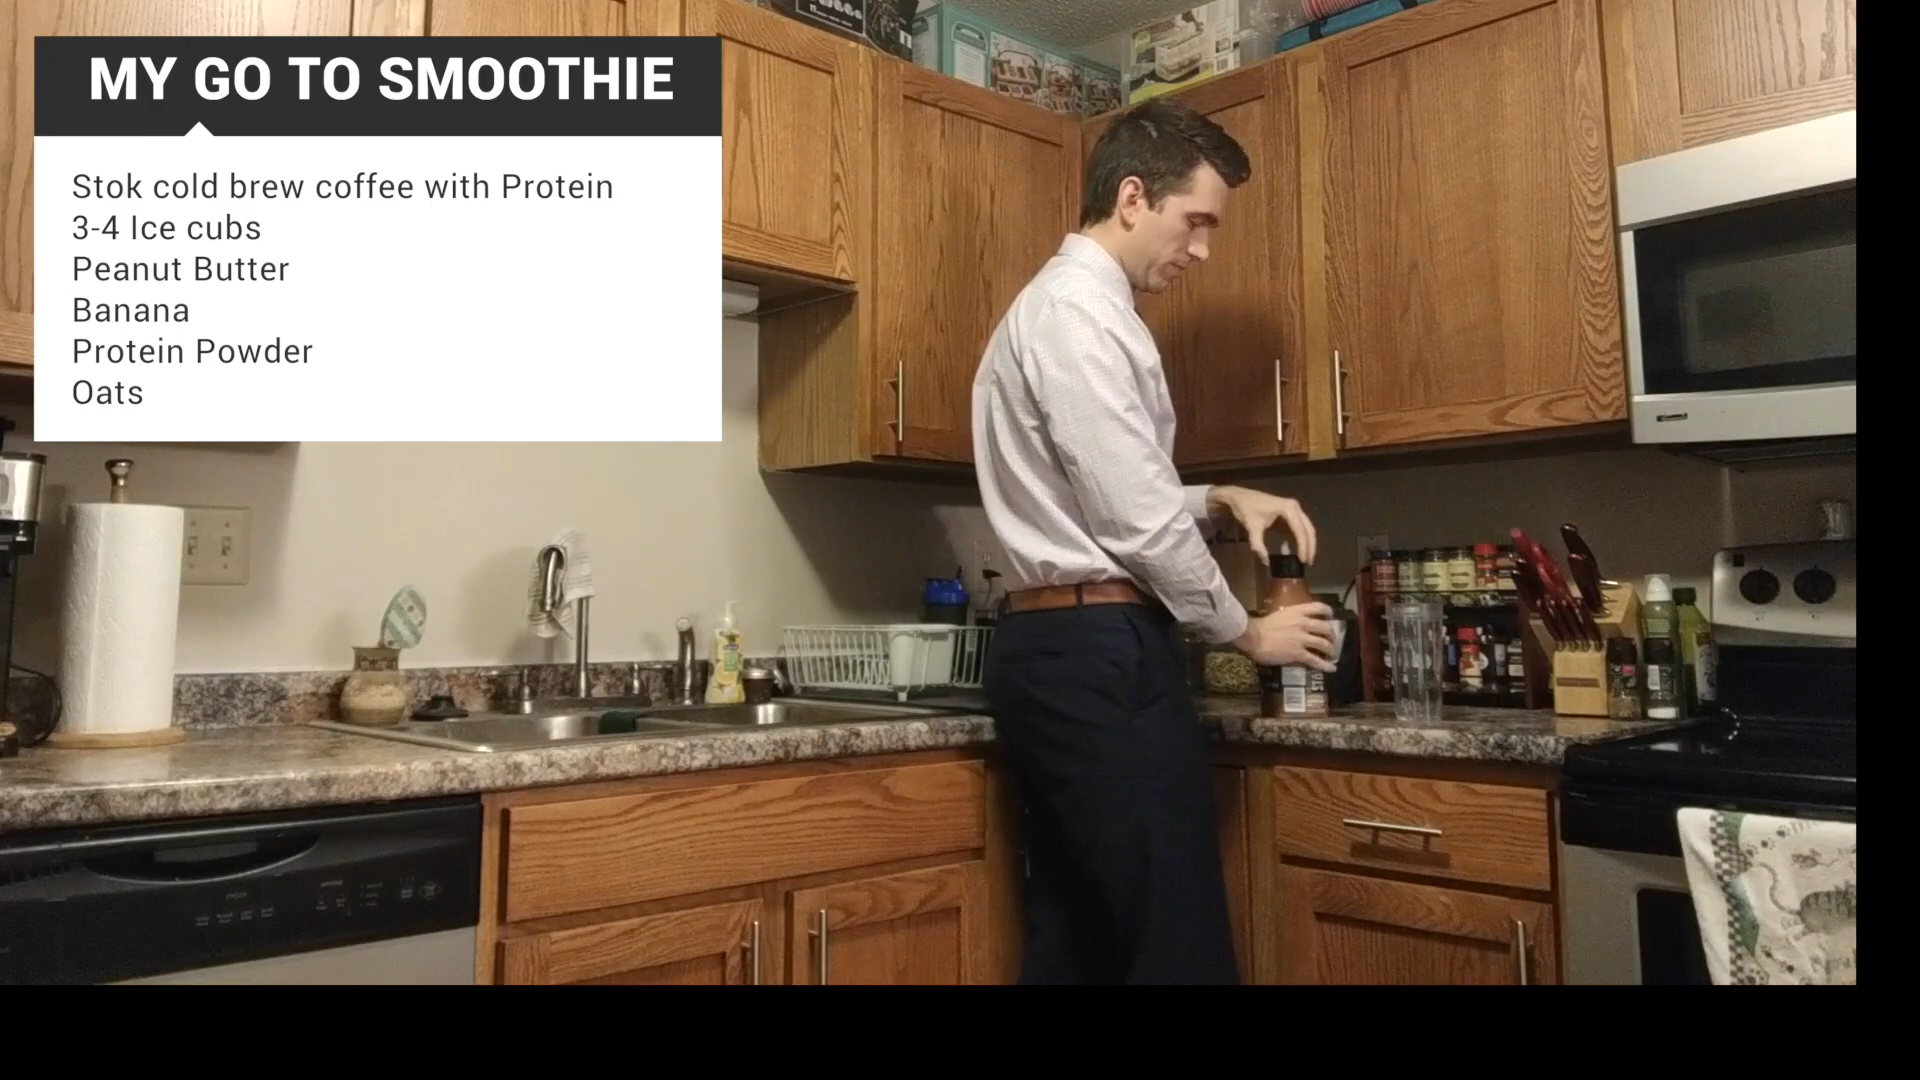 MY GO TO SMOOTHIE
Stok cold brew coffee with Protein
3-4 Ice cubs
Peanut Butter
Banana
Protein Powder
Oats